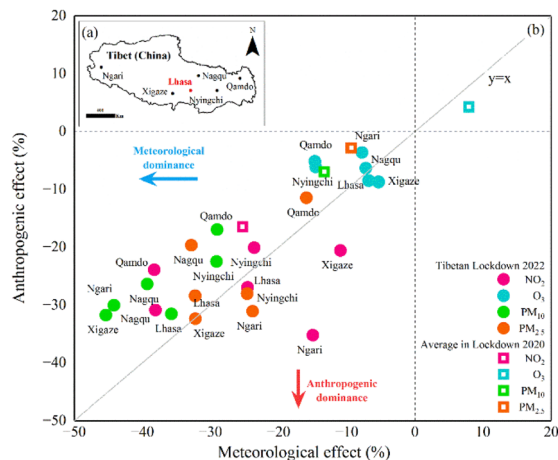 (a)
(b)
N
Tibet (China)
Ngari
Nagqu
Lhasa
Qamdo
Xigaze
Nyingchi
y=x
Meteorological
dominance
Qamdo
Ngari
Nyingchi
Nagqu
Lhasa
Xigaze
Qamdo
Qamdo
Nagqu
Nyingchi
Nyingchi
Xigaze
Qamdo
Ngari
Nagqu
Lhasa
Nyingchi
Xigaze
Nagqu
Lhasa
Lhasa
Xigaze
Ngari
Ngari
Anthropogenic
dominance
Tibetan Lockdown 2022
NO₂
O₃
PM₁₀
PM₂.₅
Average in Lockdown 2020
NO₂
O₃
PM₁₀
PM₂.₅
20
10
0
−10
−20
−30
−40
−50
Anthropogenic effect (%)
−50 −40 −30 −20 −10 0 10 20
Meteorological effect (%)